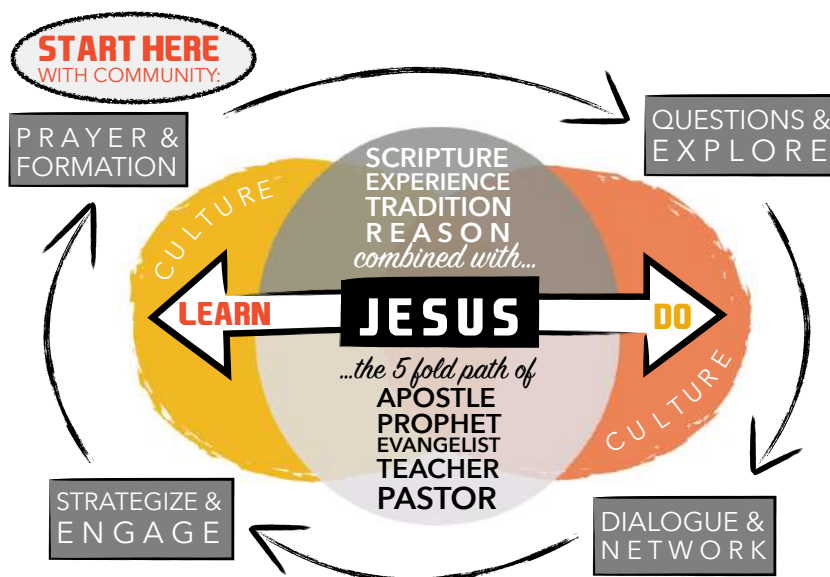 START HERE
WITH COMMUNITY:
PRAYER &
FORMATION
QUESTIONS &
EXPLORE
CULTURE
SCRIPTURE
EXPERIENCE
TRADITION
REASON
combined with...
LEARN
JESUS
DO
...the 5 fold path of
APOSTLE
PROPHET
EVANGELIST
TEACHER
PASTOR
CULTURE
STRATEGIZE &
ENGAGE
DIALOGUE &
NETWORK